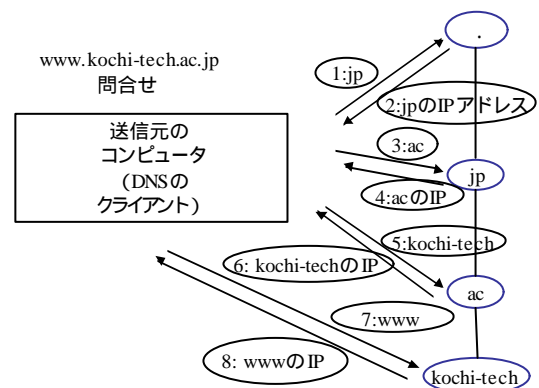 .
www.kochi-tech.ac.jp
問合せ
1:jp
2:jpのIPアドレス
送信元の
コンピュータ
(DNSの
クライアント)
3:ac
jp
4:acのIP
5:kochi-tech
6: kochi-techのIP
ac
7:www
8: wwwのIP
kochi-tech